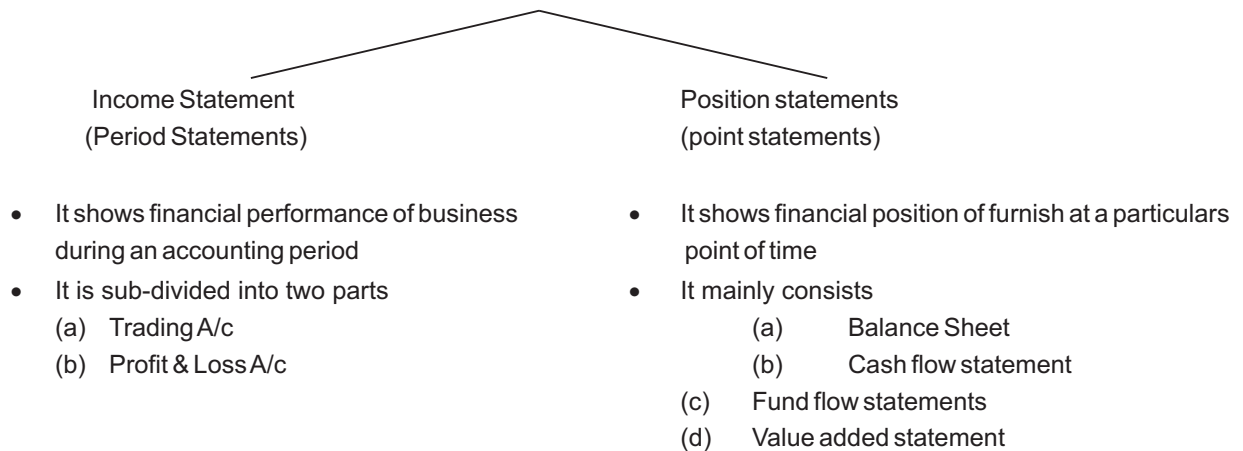 Income Statement
(Period Statements)
• It shows financial performance of business
during an accounting period
• It is sub-divided into two parts
(a) Trading A/c
(b) Profit & Loss A/c
Position statements
(point statements)
• It shows financial position of furnish at a particulars
point of time
• It mainly consists
(a) Balance Sheet
(b) Cash flow statement
(c) Fund flow statements
(d) Value added statement